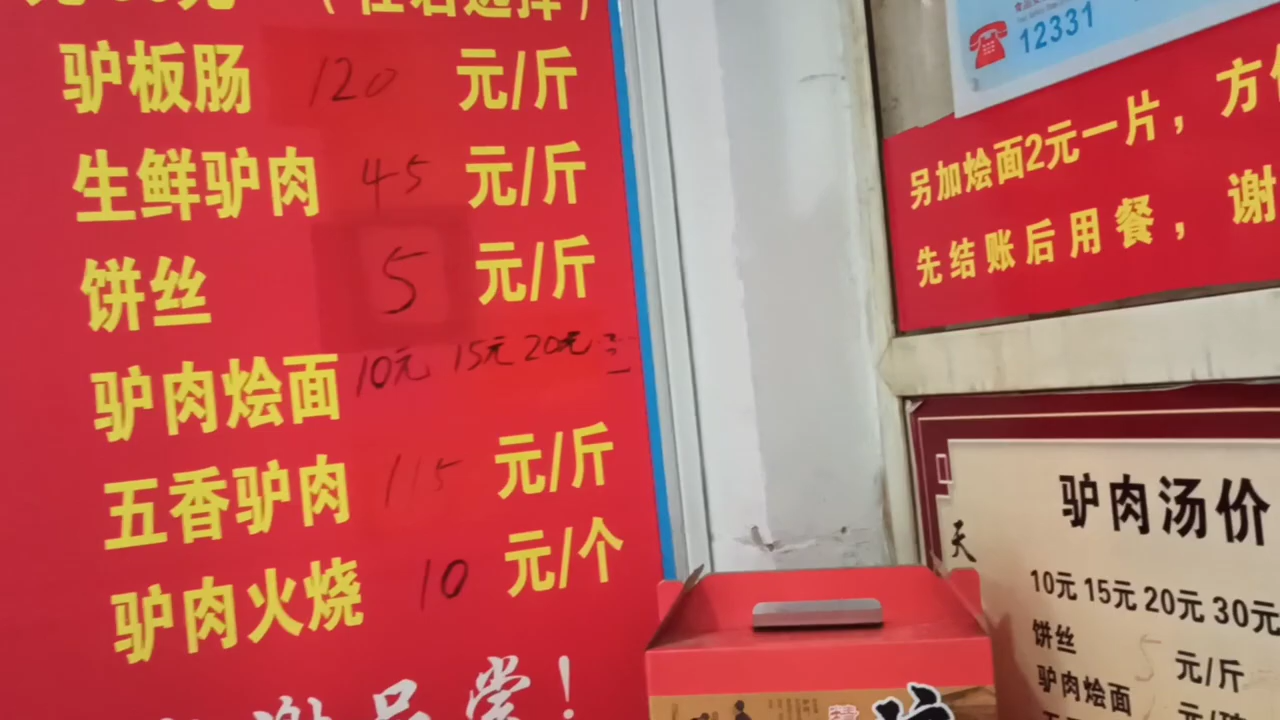 驴板肠 120 元/斤
生鲜驴肉 45 元/斤
饼丝 5 元/斤
驴肉烩面 10元 15元 20元
五香驴肉 115 元/斤
驴肉火烧 10 元/个
品尝!
12331
另加烩面2元一片,方
先结账后用餐,谢
天
驴肉汤价
10元 15元 20元 30元
饼丝 5 元/斤
驴肉烩面
驴